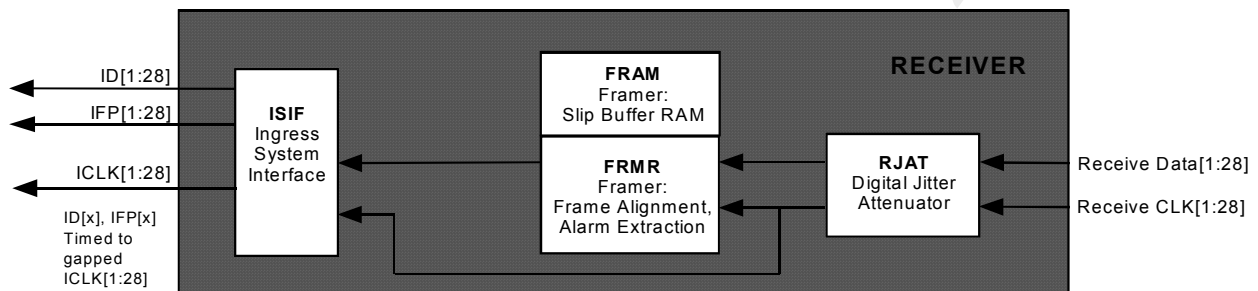 RECEIVER
ID[1:28]
IFP[1:28]
ICLK[1:28]
ID[x], IFP[x]
Timed to
gapped
ICLK[1:28]
ISIF
Ingress
System
Interface
FRAM
Framer:
Slip Buffer RAM
FRMR
Framer:
Frame Alignment,
Alarm Extraction
RJAT
Digital Jitter
Attenuator
Receive Data[1:28]
Receive CLK[1:28]